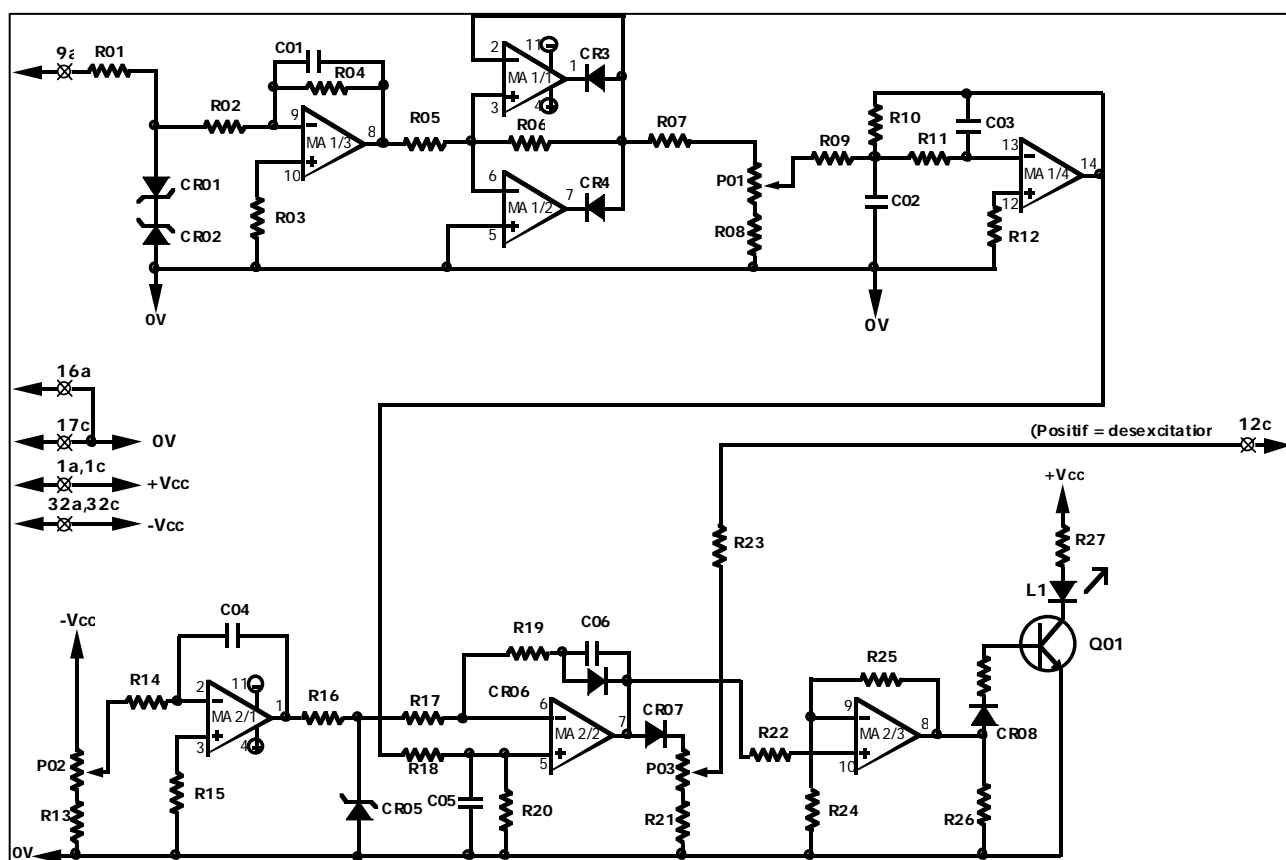 9a
R01
C01
R04
R02
9
8
MA 1/3
10
R03
CR01
CR02
0V
R05
2
11
1
CR3
MA 1/1
3
4
R06
6
7
CR4
MA 1/2
5
R07
P01
R08
R09
R10
C03
R11
13
14
MA 1/4
12
C02
R12
0V
16a
17c
0V
1a,1c
+Vcc
32a,32c
-Vcc
(Positif = desexcitation
12c
+Vcc
R27
L1
Q01
R23
-Vcc
C04
R14
2
11
1
MA 2/1
3
4
P02
R13
R15
0V
R16
CR05
R17
R18
C05
R19
C06
CR06
6
7
MA 2/2
5
R20
CR07
P03
R21
R22
R25
9
8
MA 2/3
10
R24
CR08
R26